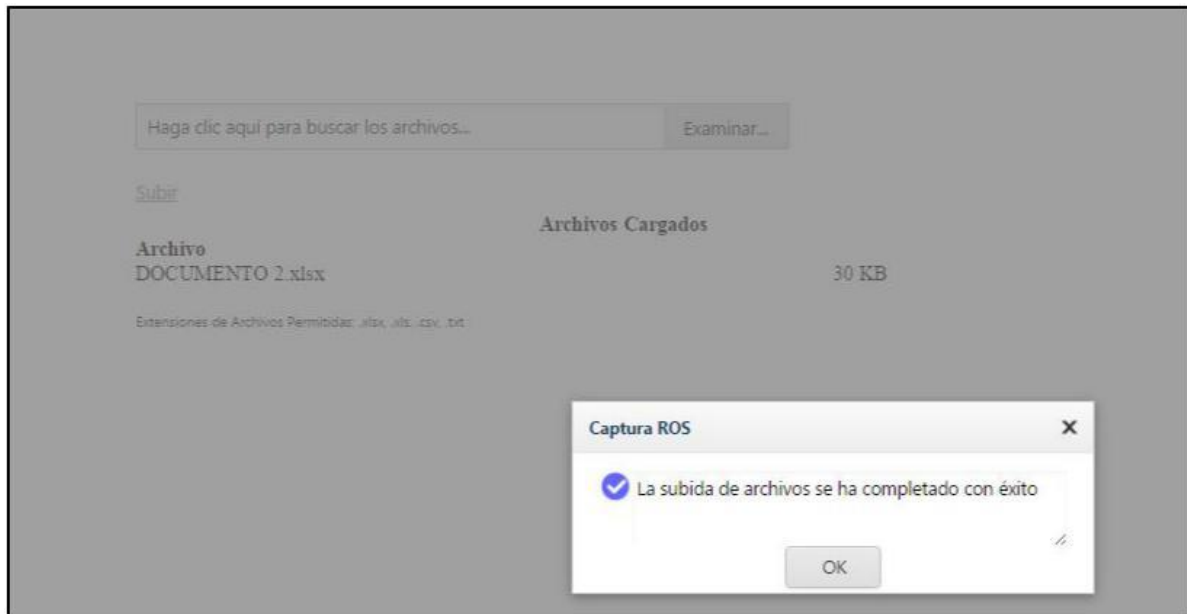 Haga clic aquí para buscar los archivos...
Examinar...
Subir
Archivos Cargados
Archivo
DOCUMENTO 2.xlsx 30 KB
Extensiones de Archivos Permitidas: .xlsx, .xls, .csv, .txt
Captura ROS
La subida de archivos se ha completado con éxito
OK